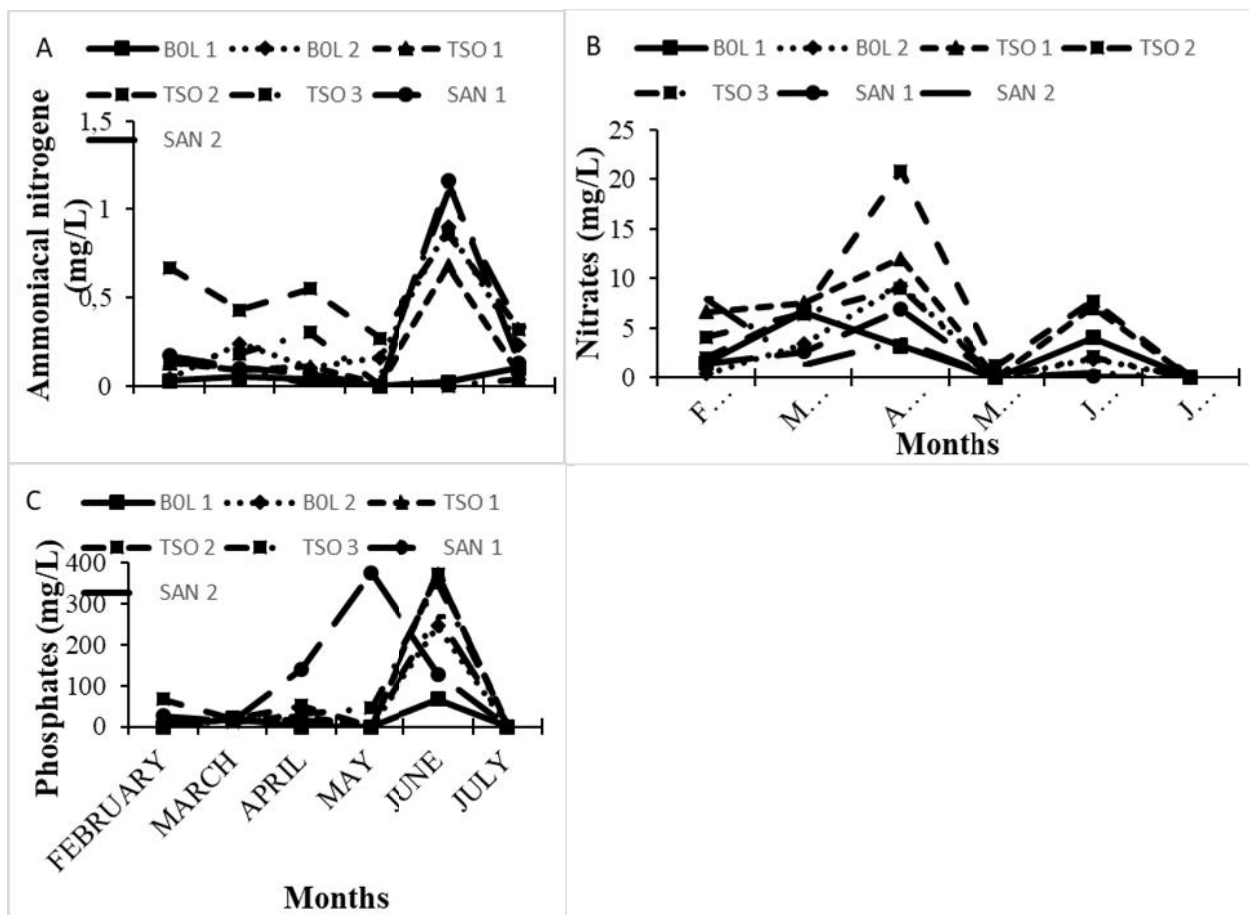 A
B0L 1 B0L 2 TSO 1
TSO 2 TSO 3 SAN 1
SAN 2
Ammoniacal nitrogene
(mg/L)
1,5
1
0,5
0
B
B0L 1 B0L 2 TSO 1 TSO 2
TSO 3 SAN 1 SAN 2
Nitrates (mg/L)
25
20
15
10
5
0
F... M... A... M... J... J...
Months
C
B0L 1 B0L 2 TSO 1
TSO 2 TSO 3 SAN 1
SAN 2
Phosphates (mg/L)
400
300
200
100
0
FEBRUARY
MARCH
APRIL
MAY
JUNE
JULY
Months